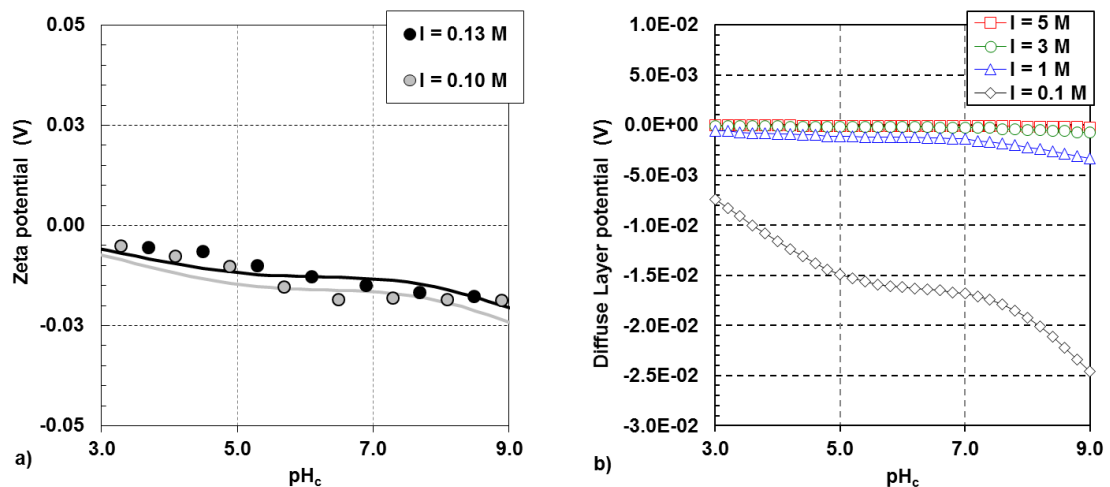 0.05
0.03
0.00
-0.03
-0.05
Zeta potential (V)
I = 0.13 M
I = 0.10 M
3.0 5.0 7.0 9.0
pHc
a)
1.0E-02
5.0E-03
0.0E+00
-5.0E-03
-1.0E-02
-1.5E-02
-2.0E-02
-2.5E-02
-3.0E-02
Diffuse Layer potential (V)
I = 5 M
I = 3 M
I = 1 M
I = 0.1 M
3.0 5.0 7.0 9.0
pHc
b)